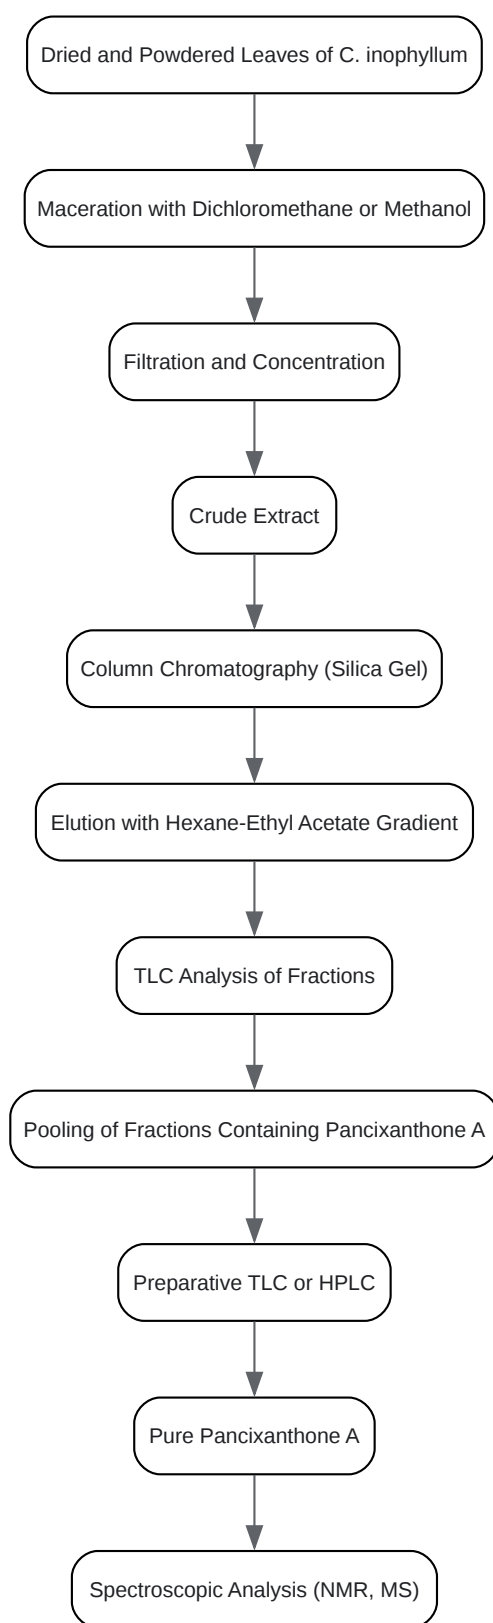 Dried and Powdered Leaves of C. inophyllum
Maceration with Dichloromethane or Methanol
Filtration and Concentration
Crude Extract
Column Chromatography (Silica Gel)
Elution with Hexane-Ethyl Acetate Gradient
TLC Analysis of Fractions
Pooling of Fractions Containing Pancixanthone A
Preparative TLC or HPLC
Pure Pancixanthone A
Spectroscopic Analysis (NMR, MS)